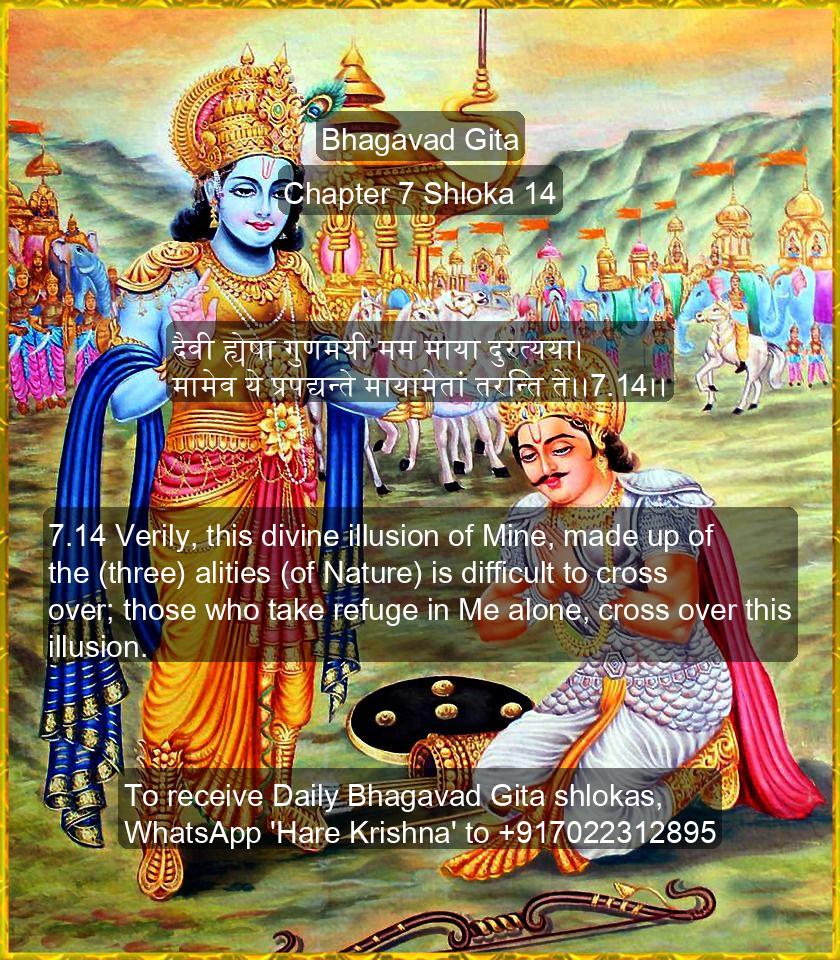 Bhagavad Gita
Chapter 7 Shloka 14
दैवी ह्येषा गुणमयी मम माया दुरत्यया।
मामेव ये प्रपद्यन्ते मायामेतां तरन्ति ते।।7.14।।
7.14 Verily, this divine illusion of Mine, made up of
the (three) alities (of Nature) is difficult to cross
over; those who take refuge in Me alone, cross over this
illusion.
To receive Daily Bhagavad Gita shlokas,
WhatsApp 'Hare Krishna' to +917022312895